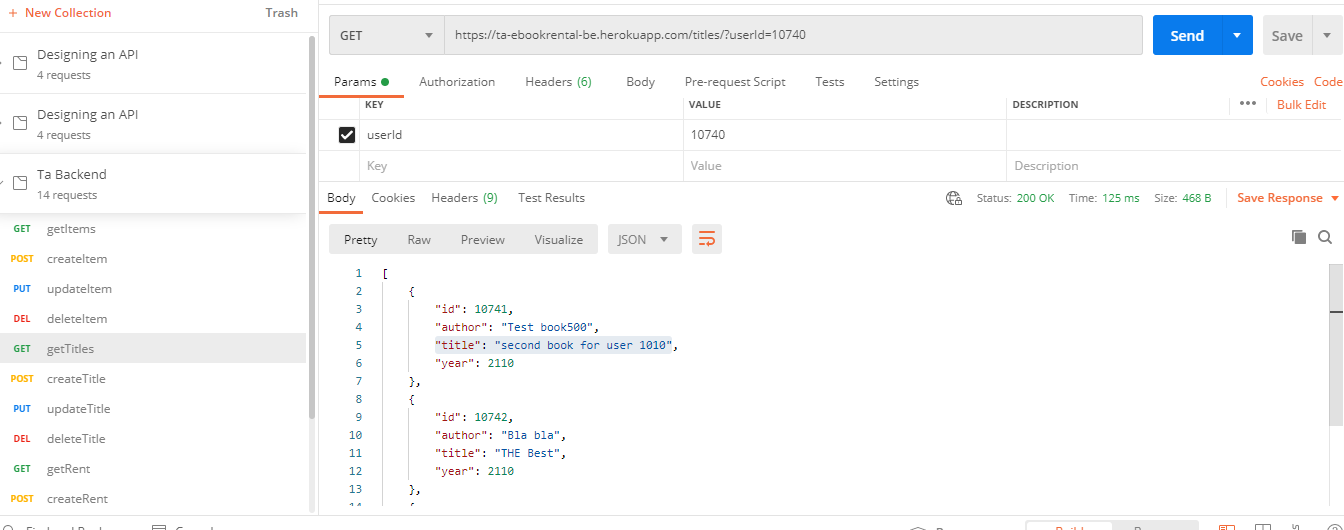 + New Collection
Trash
Designing an API
4 requests
Designing an API
4 requests
Ta Backend
14 requests
GET getItems
POST createItem
PUT updateItem
DEL deleteItem
GET getTitles
POST createTitle
PUT updateTitle
DEL deleteTitle
GET getRent
POST createRent
GET
https://ta-ebookrental-be.herokuapp.com/titles/?userId=10740
Send
Save
Params
Authorization
Headers (6)
Body
Pre-request Script
Tests
Settings
Cookies
Code
KEY
VALUE
DESCRIPTION
Bulk Edit
userId
10740
Key
Value
Description
Body
Cookies
Headers (9)
Test Results
Status: 200 OK
Time: 125 ms
Size: 468 B
Save Response
Pretty
Raw
Preview
Visualize
JSON
1 [
2 {
3 "id": 10741,
4 "author": "Test book500",
5 "title": "second book for user 1010",
6 "year": 2110
7 },
8 {
9 "id": 10742,
10 "author": "Bla bla",
11 "title": "THE Best",
12 "year": 2110
13 },
14 {